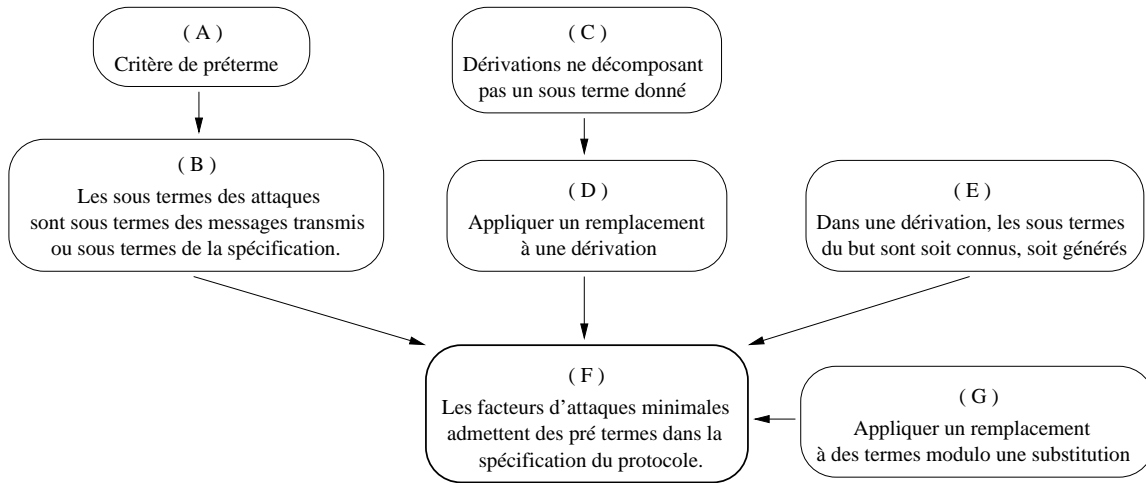 ( A )
Critère de préterme
( C )
Dérivations ne décomposant
pas un sous terme donné
( B )
Les sous termes des attaques
sont sous termes des messages transmis
ou sous termes de la spécification.
( D )
Appliquer un remplacement
à une dérivation
( E )
Dans une dérivation, les sous termes
du but sont soit connus, soit générés
( F )
Les facteurs d'attaques minimales
admettent des pré termes dans la
spécification du protocole.
( G )
Appliquer un remplacement
à des termes modulo une substitution